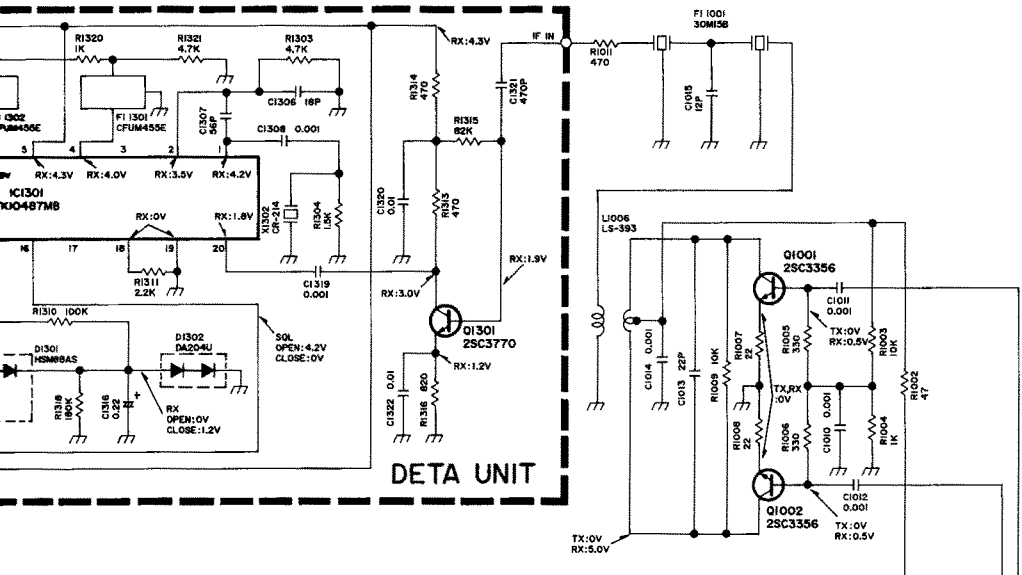 FI 1001
30M15B
IF IN
R1011
470
C1015
12P
R1320
1K
R1321
4.7K
R1303
4.7K
RX:4.3V
R1314
470
C1321
470P
C1306 18P
FI 1301
CFUM455E
C1307
56P
C1308 0.001
R1315
82K
5 4 3 2 1
RX:4.3V RX:4.0V RX:3.5V RX:4.2V
IC1301
RX:0V
RX:1.8V
X1302
CR-214
R1304
1.5K
C1320
0.01
R1313
470
16 17 18 19 20
R1311
2.2K
C1319
0.001
RX:3.0V
RX:1.9V
L1006
LS-393
Q1001
2SC3356
C1011
0.001
R1310 100K
SQL
OPEN:4.2V
CLOSE:0V
Q1301
2SC3770
RX:1.2V
D1301
HSM88AS
D1302
DA204U
R1318
180K
C1316
0.22
+
RX
OPEN:0V
CLOSE:1.2V
C1322 0.01
R1316 820
C1014 0.001
C1013 22P
R1009 10K
R1007
22
R1005
330
TX:0V
RX:0.5V
R1003
10K
TX,RX
:0V
R1002
47
R1008
22
R1006
330
C1010 0.001
R1004
1K
DETA UNIT
Q1002
2SC3356
C1012
0.001
TX:0V
RX:5.0V
TX:0V
RX:0.5V